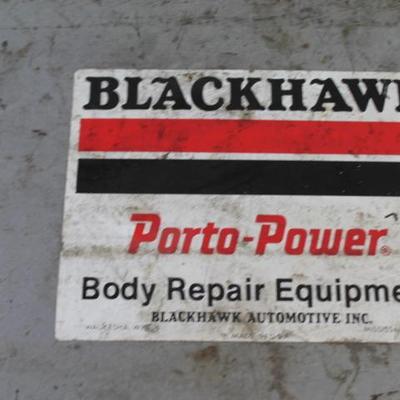 BLACKHAW
Porto-Power®
Body Repair Equipme
BLACKHAWK AUTOMOTIVE INC.